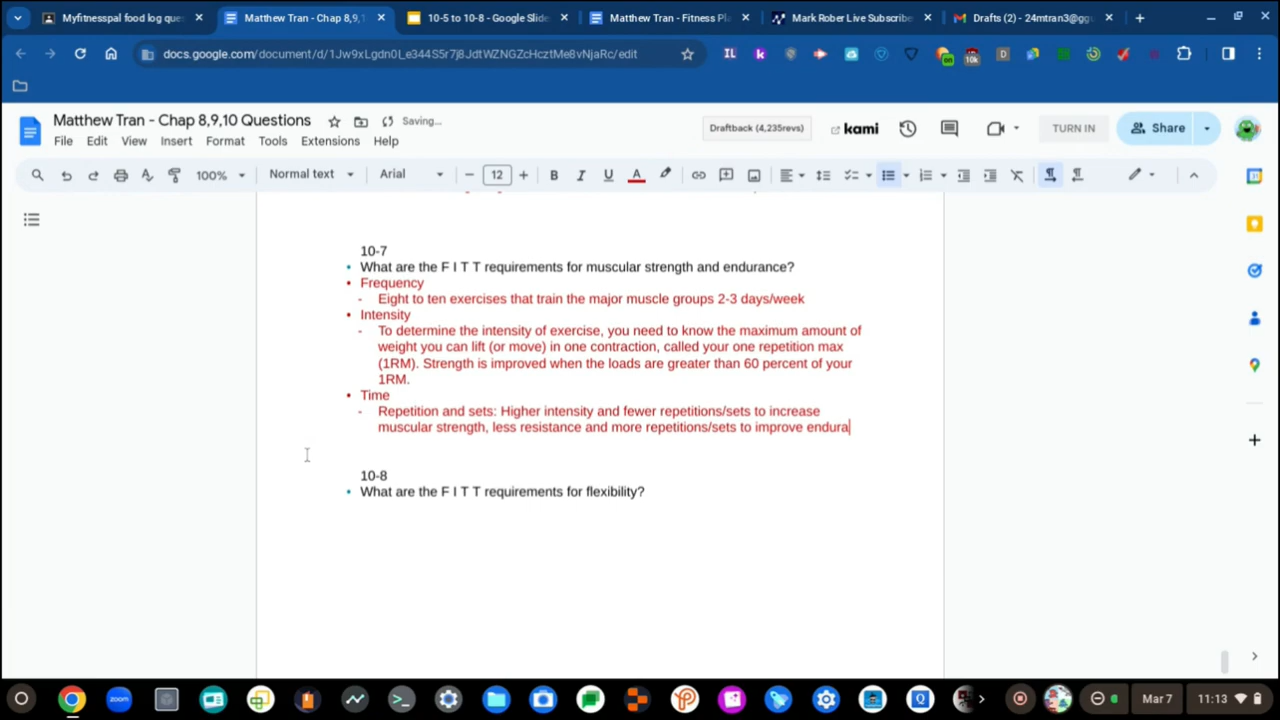 Myfitnesspal food log ques
Matthew Tran - Chap 8,9,1
10-5 to 10-8 - Google Slide
Matthew Tran - Fitness Pl
Mark Rober Live Subscribe
Drafts (2) - 24mtran3@gg
docs.google.com/document/d/1Jw9xLgdn0I_e344S5r7j8JdtWZNGZcHcztMe8vNjaRc/edit
Matthew Tran - Chap 8,9,10 Questions
Saving...
Draftback (4,235revs)
kami
TURN IN
Share
File Edit View Insert Format Tools Extensions Help
100% Normal text Arial 12
10-7
What are the F I T T requirements for muscular strength and endurance?
Frequency
- Eight to ten exercises that train the major muscle groups 2-3 days/week
Intensity
- To determine the intensity of exercise, you need to know the maximum amount of
weight you can lift (or move) in one contraction, called your one repetition max
(1RM). Strength is improved when the loads are greater than 60 percent of your
1RM.
Time
- Repetition and sets: Higher intensity and fewer repetitions/sets to increase
muscular strength, less resistance and more repetitions/sets to improve endura
10-8
What are the F I T T requirements for flexibility?
zoom
Mar 7
11:13